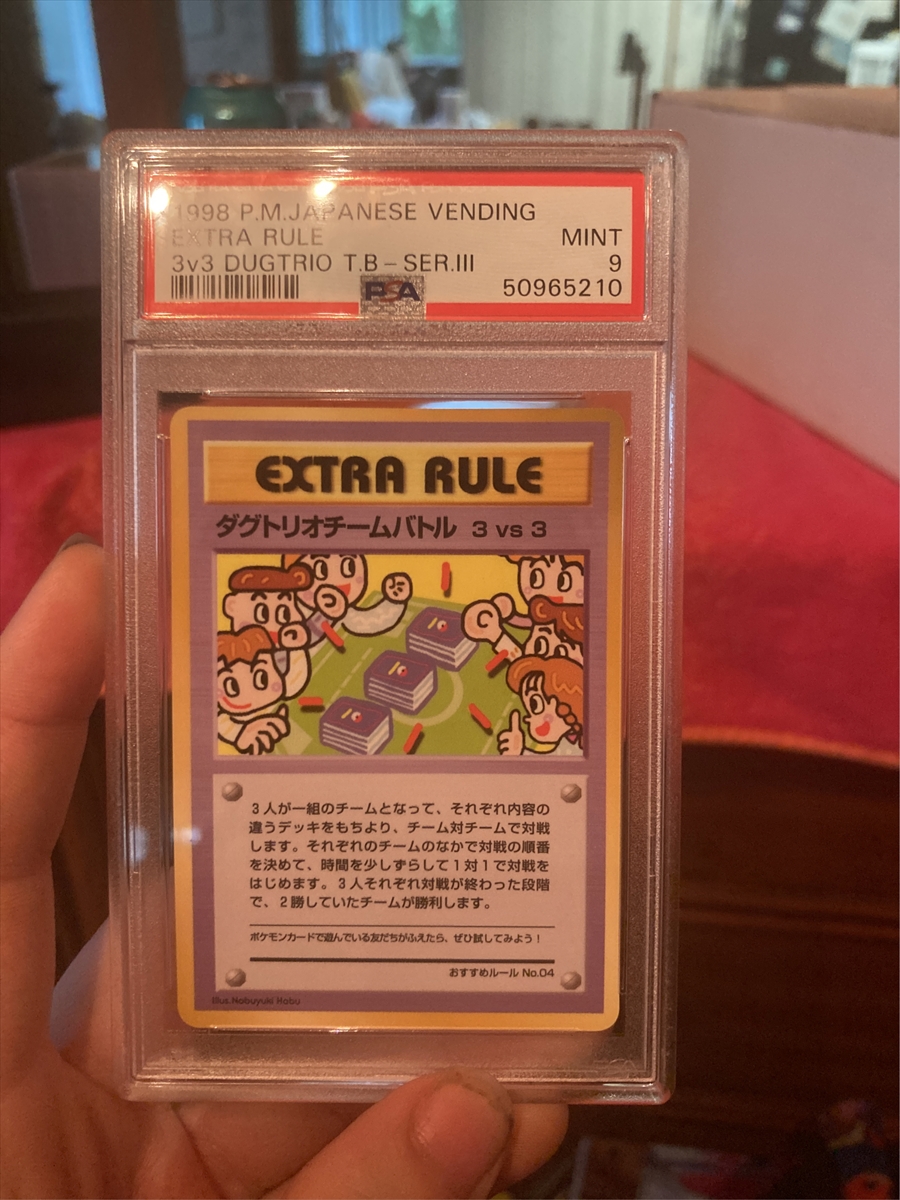 1998 P.M.JAPANESE VENDING
EXTRA RULE MINT
3v3 DUGTRIO T.B - SER.III 9
PSA 50965210
EXTRA RULE
ダグトリオチームバトル 3 vs 3
3人が一組のチームとなって、それぞれ内容の
違うデッキをもちより、チーム対チームで対戦
します。それぞれのチームのなかで対戦の順番
を決めて、時間を少しずらして1対1で対戦を
はじめます。3人それぞれ対戦が終わった段階
で、2勝していたチームが勝利します。
ポケモンカードで遊んでいる友だちがふえたら、ぜひ試してみよう！
おすすめルール No.04
Illus.Nobuyuki Habu